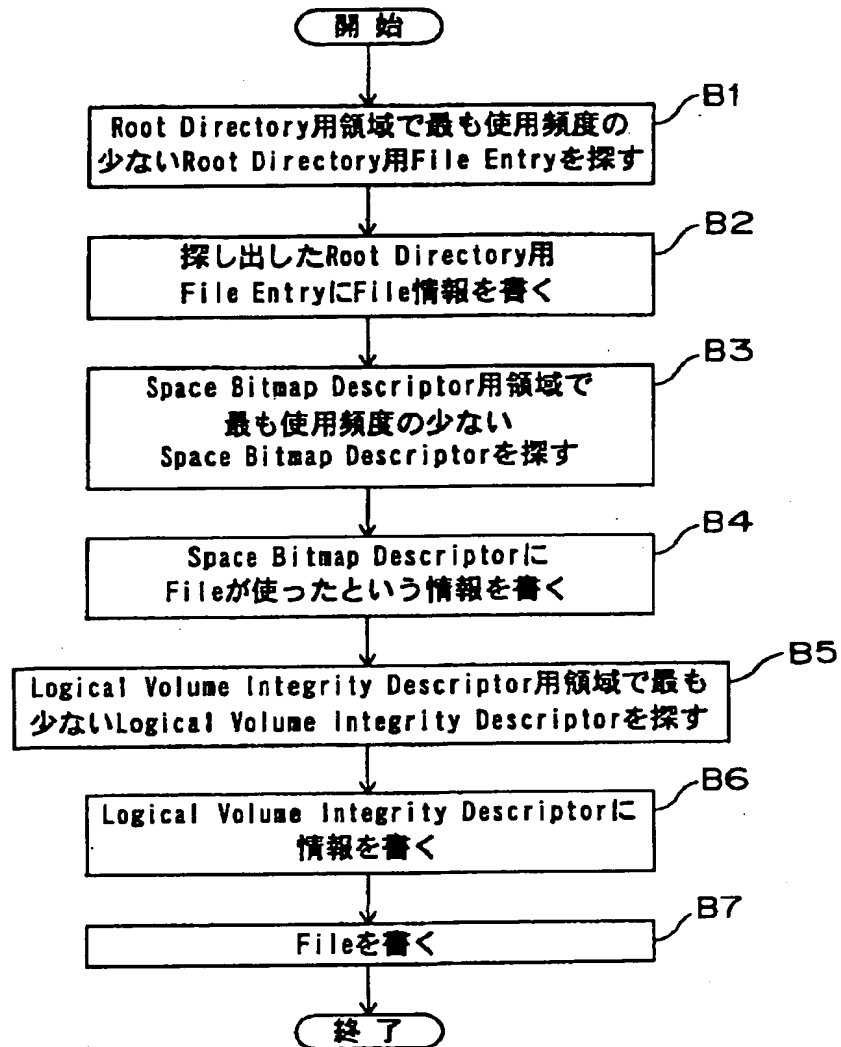 開 始
B1
Root Directory用領域で最も使用頻度の
少ないRoot Directory用File Entryを探す
B2
探し出したRoot Directory用
File EntryにFile情報を書く
B3
Space Bitmap Descriptor用領域で
最も使用頻度の少ない
Space Bitmap Descriptorを探す
B4
Space Bitmap Descriptorに
Fileが使ったという情報を書く
B5
Logical Volume Integrity Descriptor用領域で最も
少ないLogical Volume Integrity Descriptorを探す
B6
Logical Volume Integrity Descriptorに
情報を書く
B7
Fileを書く
終 了